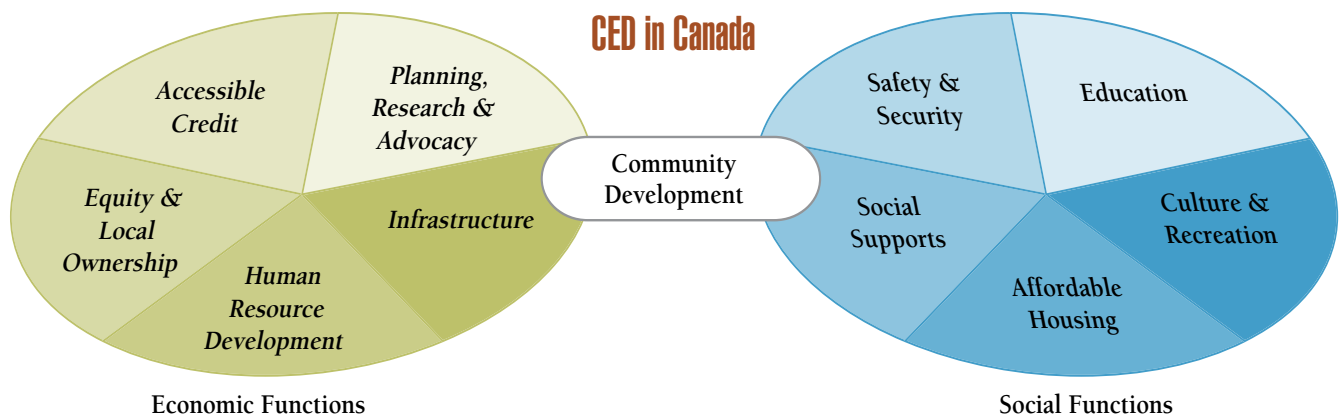 CED in Canada
Accessible
Credit
Planning,
Research &
Advocacy
Equity &
Local
Ownership
Infrastructure
Human
Resource
Development
Economic Functions
Community
Development
Safety &
Security
Education
Social
Supports
Culture &
Recreation
Affordable
Housing
Social Functions